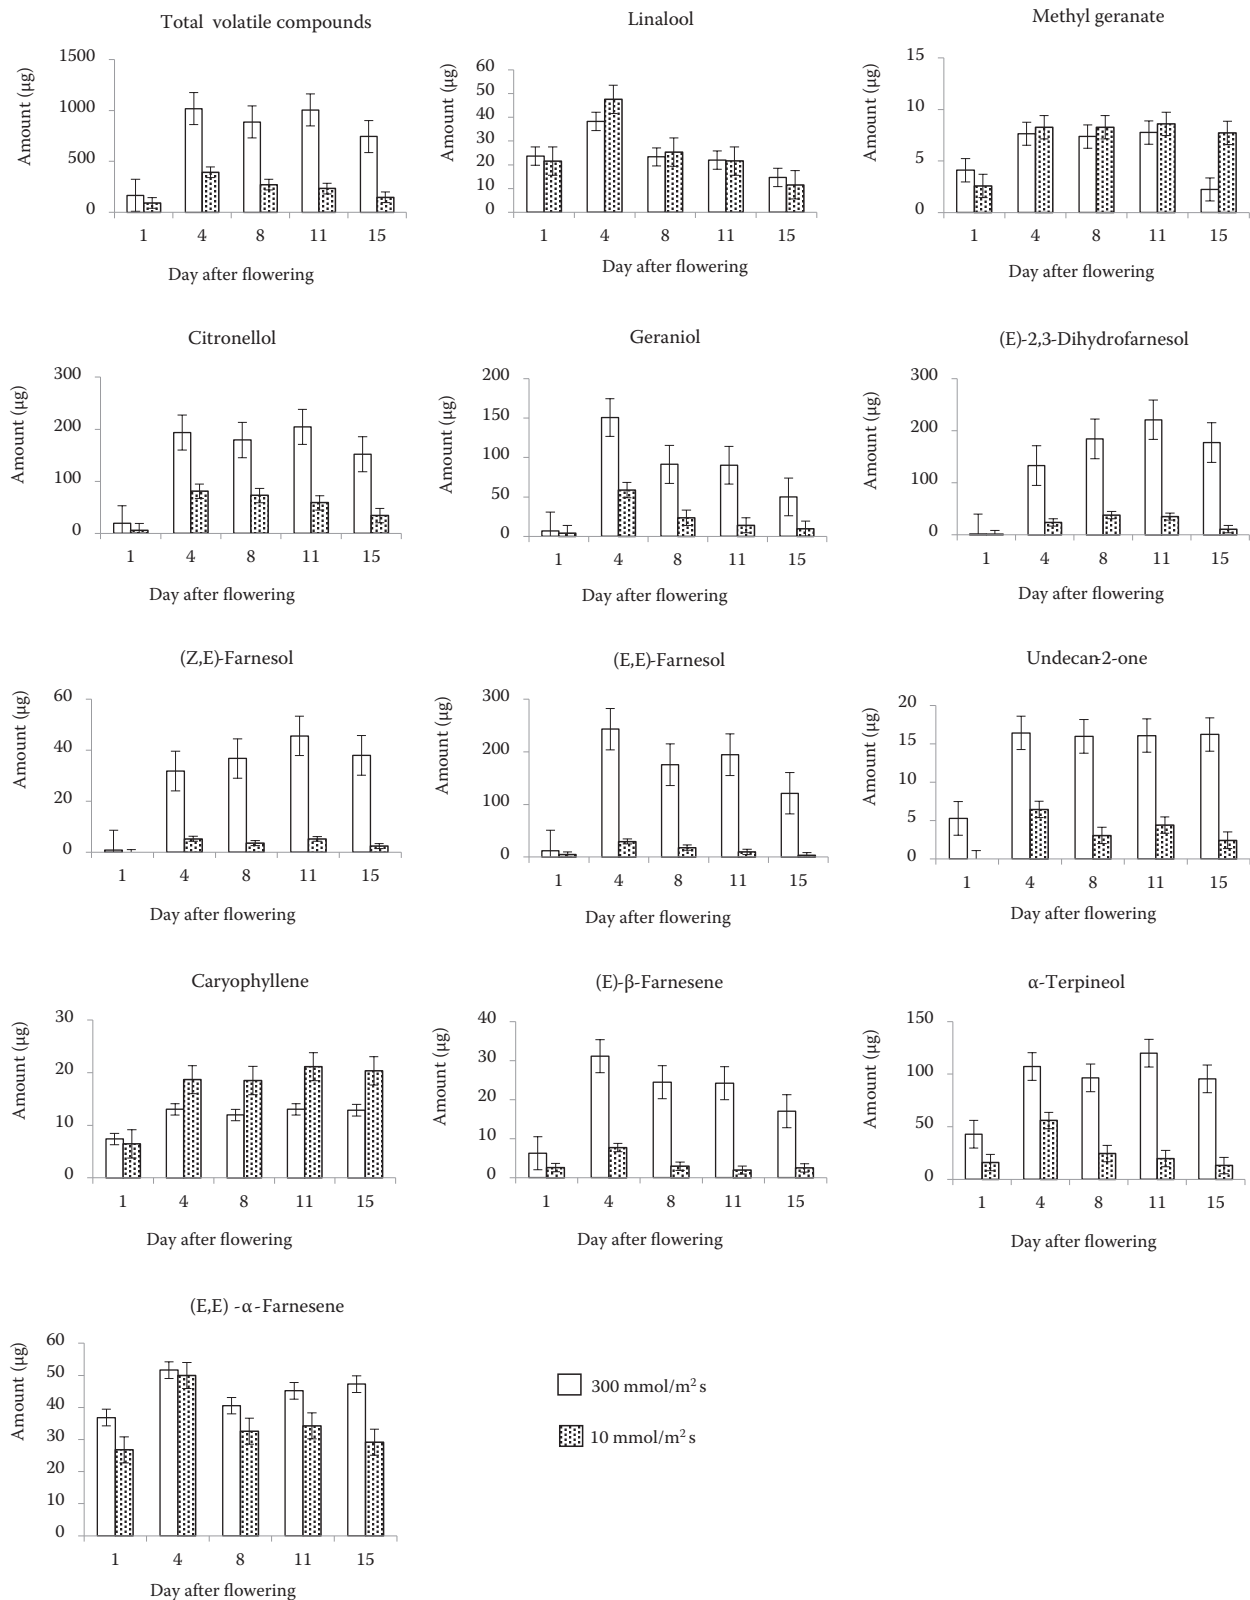 Total volatile compounds
Amount (µg)
1500
1000
500
0
1 4 8 11 15
Day after flowering
Linalool
Amount (µg)
60
50
40
30
20
10
0
1 4 8 11 15
Day after flowering
Methyl geranate
Amount (µg)
15
10
5
0
1 4 8 11 15
Day after flowering
Citronellol
Amount (µg)
300
200
100
0
1 4 8 11 15
Day after flowering
Geraniol
Amount (µg)
200
150
100
50
0
1 4 8 11 15
Day after flowering
(E)-2,3-Dihydrofarnesol
Amount (µg)
300
200
100
0
1 4 8 11 15
Day after flowering
(Z,E)-Farnesol
Amount (µg)
60
40
20
0
1 4 8 11 15
Day after flowering
(E,E)-Farnesol
Amount (µg)
300
200
100
0
1 4 8 11 15
Day after flowering
Undecan-2-one
Amount (µg)
20
15
10
5
0
1 4 8 11 15
Day after flowering
Caryophyllene
Amount (µg)
30
20
10
0
1 4 8 11 15
Day after flowering
(E)-β-Farnesene
Amount (µg)
40
30
20
10
0
1 4 8 11 15
Day after flowering
α-Terpineol
Amount (µg)
150
100
50
0
1 4 8 11 15
Day after flowering
(E,E) -α-Farnesene
Amount (µg)
60
50
40
30
20
10
0
1 4 8 11 15
Day after flowering
300 mmol/m² s
10 mmol/m² s